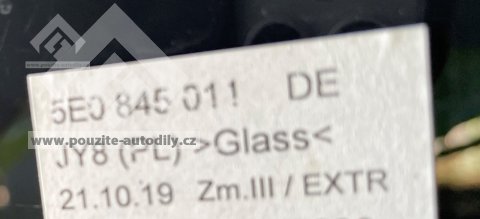 5E0 845 011 DE
www.pouzite-autodily.cz
JY8 (PL) >Glass<
21.10.19 Zm.III / EXTR